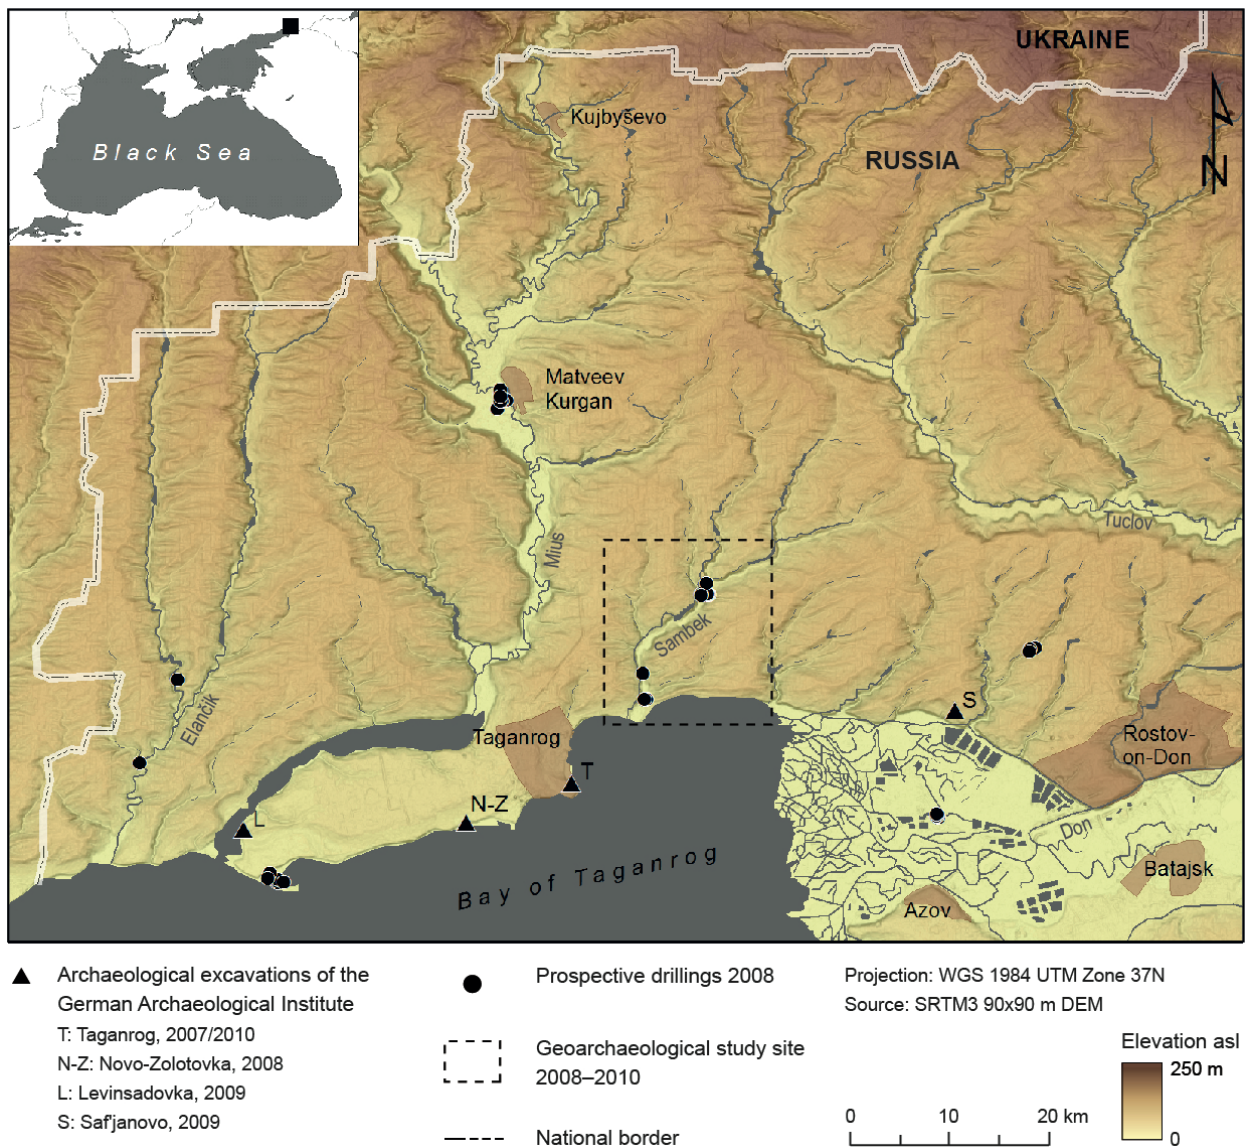 Black Sea
UKRAINE
Kujbyševo
RUSSIA
N
Matveev
Kurgan
Mius
Tuclov
Sambek
Elančik
S
Taganrog
Rostov-
on-Don
T
N-Z
L
Don
Bay of Taganrog
Batajsk
Azov
Archaeological excavations of the
German Archaeological Institute
T: Taganrog, 2007/2010
N-Z: Novo-Zolotovka, 2008
L: Levinsadovka, 2009
S: Saf'janovo, 2009
Prospective drillings 2008
Geoarchaeological study site
2008–2010
National border
Projection: WGS 1984 UTM Zone 37N
Source: SRTM3 90x90 m DEM
Elevation asl
250 m
0
0 10 20 km